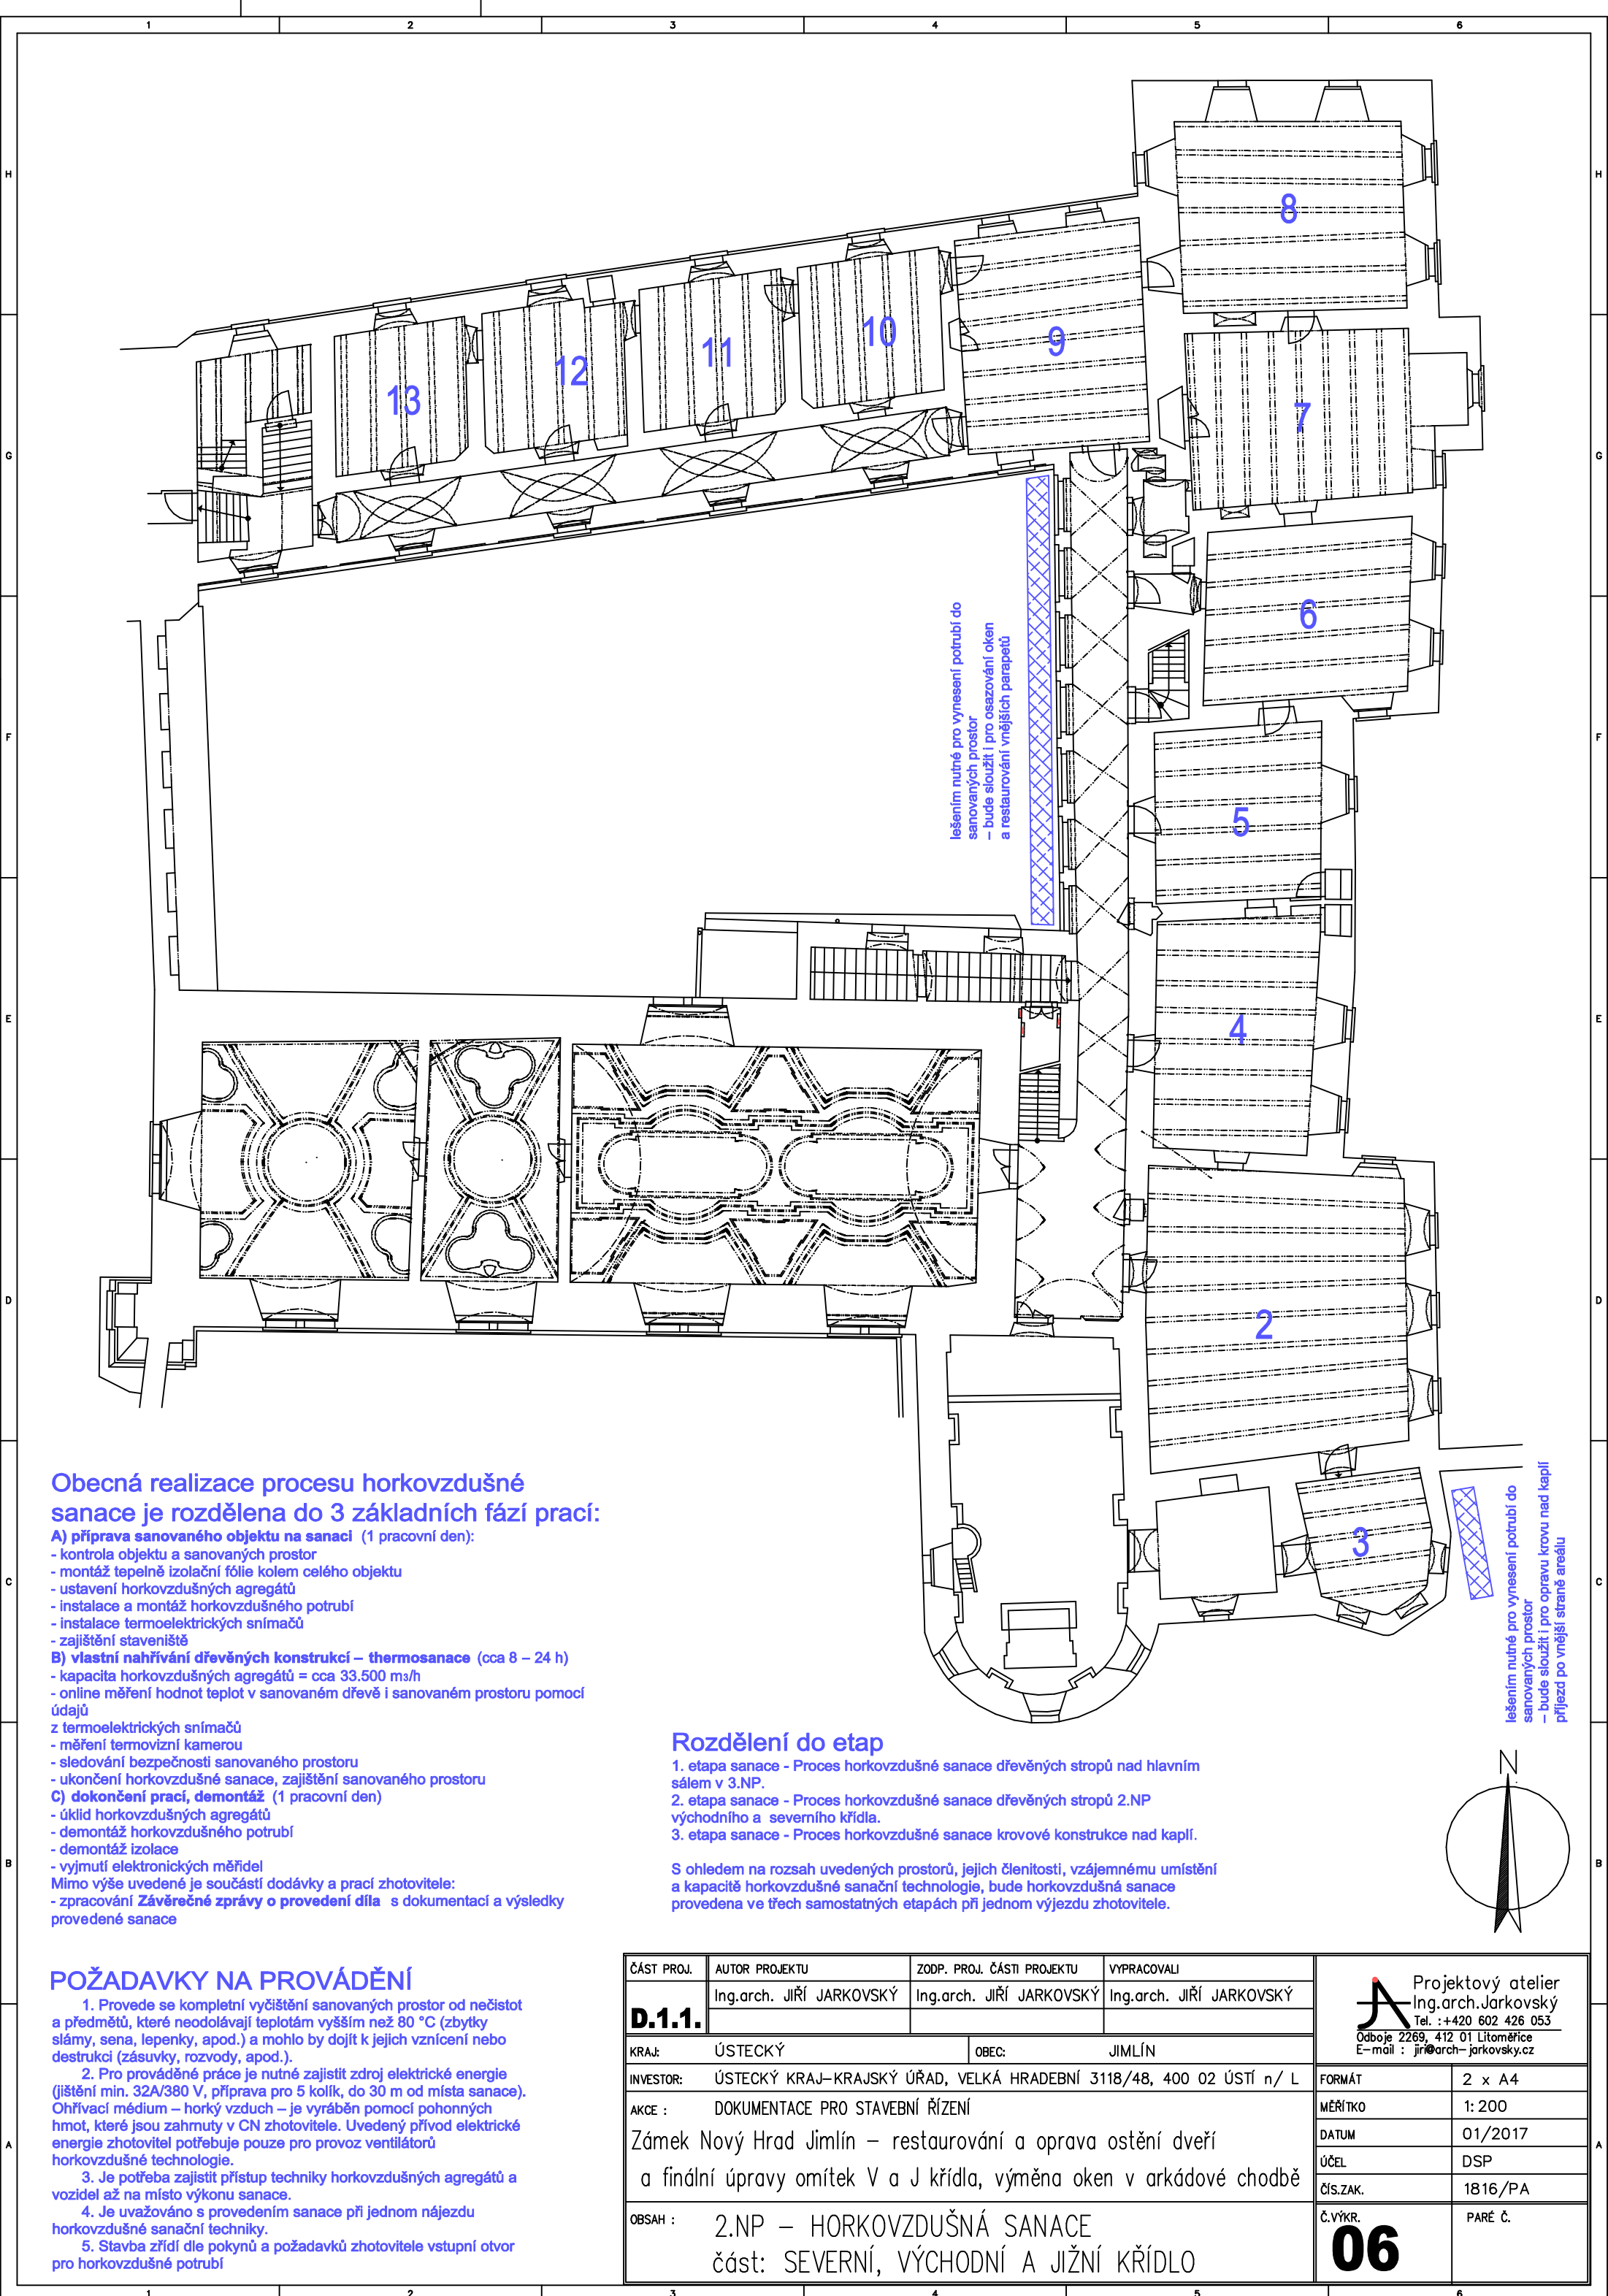 1 2 3 4 5 6
H H
G G
F F
E E
D D
C C
B B
A A
8
9
10
11
12
13
7
6
5
4
2
3
lešením nutné pro vynesení potrubí do
sanovaných prostor
– bude sloužit i pro osazování oken
a restaurování vnějších parapetů
lešením nutné pro vynesení potrubí do
sanovaných prostor
– bude sloužit i pro opravu krovu nad kaplí
příjezd po vnější straně areálu
Obecná realizace procesu horkovzdušné
sanace je rozdělena do 3 základních fází prací:
A) příprava sanovaného objektu na sanaci (1 pracovní den):
- kontrola objektu a sanovaných prostor
- montáž tepelně izolační fólie kolem celého objektu
- ustavení horkovzdušných agregátů
- instalace a montáž horkovzdušného potrubí
- instalace termoelektrických snímačů
- zajištění staveniště
B) vlastní nahřívání dřevěných konstrukcí – thermosanace (cca 8 – 24 h)
- kapacita horkovzdušných agregátů = cca 33.500 m3/h
- online měření hodnot teplot v sanovaném dřevě i sanovaném prostoru pomocí
údajů
z termoelektrických snímačů
- měření termovizní kamerou
- sledování bezpečnosti sanovaného prostoru
- ukončení horkovzdušné sanace, zajištění sanovaného prostoru
C) dokončení prací, demontáž (1 pracovní den)
- úklid horkovzdušných agregátů
- demontáž horkovzdušného potrubí
- demontáž izolace
- vyjmutí elektronických měřidel
Mimo výše uvedené je součástí dodávky a prací zhotovitele:
- zpracování Závěrečné zprávy o provedení díla s dokumentací a výsledky
provedené sanace
Rozdělení do etap
1. etapa sanace - Proces horkovzdušné sanace dřevěných stropů nad hlavním
sálem v 3.NP.
2. etapa sanace - Proces horkovzdušné sanace dřevěných stropů 2.NP
východního a severního křídla.
3. etapa sanace - Proces horkovzdušné sanace krovové konstrukce nad kaplí.
S ohledem na rozsah uvedených prostorů, jejich členitosti, vzájemnému umístění
a kapacitě horkovzdušné sanační technologie, bude horkovzdušná sanace
provedena ve třech samostatných etapách při jednom výjezdu zhotovitele.
N
POŽADAVKY NA PROVÁDĚNÍ
1. Provede se kompletní vyčištění sanovaných prostor od nečistot
a předmětů, které neodolávají teplotám vyšším než 80 °C (zbytky
slámy, sena, lepenky, apod.) a mohlo by dojít k jejich vznícení nebo
destrukci (zásuvky, rozvody, apod.).
2. Pro prováděné práce je nutné zajistit zdroj elektrické energie
(jištění min. 32A/380 V, příprava pro 5 kolík, do 30 m od místa sanace).
Ohřívací médium – horký vzduch – je vyráběn pomocí pohonných
hmot, které jsou zahrnuty v CN zhotovitele. Uvedený přívod elektrické
energie zhotovitel potřebuje pouze pro provoz ventilátorů
horkovzdušné technologie.
3. Je potřeba zajistit přístup techniky horkovzdušných agregátů a
vozidel až na místo výkonu sanace.
4. Je uvažováno s provedením sanace při jednom nájezdu
horkovzdušné sanační techniky.
5. Stavba zřídí dle pokynů a požadavků zhotovitele vstupní otvor
pro horkovzdušné potrubí
ČÁST PROJ. AUTOR PROJEKTU ZODP. PROJ. ČÁSTI PROJEKTU VYPRACOVALI
D.1.1. Ing.arch. JIŘÍ JARKOVSKÝ Ing.arch. JIŘÍ JARKOVSKÝ Ing.arch. JIŘÍ JARKOVSKÝ
KRAJ: ÚSTECKÝ OBEC: JIMLÍN
INVESTOR: ÚSTECKÝ KRAJ–KRAJSKÝ ÚŘAD, VELKÁ HRADEBNÍ 3118/48, 400 02 ÚSTÍ n/ L
AKCE : DOKUMENTACE PRO STAVEBNÍ ŘÍZENÍ
Zámek Nový Hrad Jimlín – restaurování a oprava ostění dveří
a finální úpravy omítek V a J křídla, výměna oken v arkádové chodbě
OBSAH : 2.NP – HORKOVZDUŠNÁ SANACE
část: SEVERNÍ, VÝCHODNÍ A JIŽNÍ KŘÍDLO
Projektový atelier
Ing.arch.Jarkovský
Tel. :+420 602 426 053
Odboje 2269, 412 01 Litoměřice
E–mail : jiri@arch–jarkovsky.cz
FORMÁT 2 x A4
MĚŘÍTKO 1: 200
DATUM 01/2017
ÚČEL DSP
ČÍS.ZAK. 1816/PA
Č.VÝKR. PARÉ Č.
06
1 2 3 4 5 6